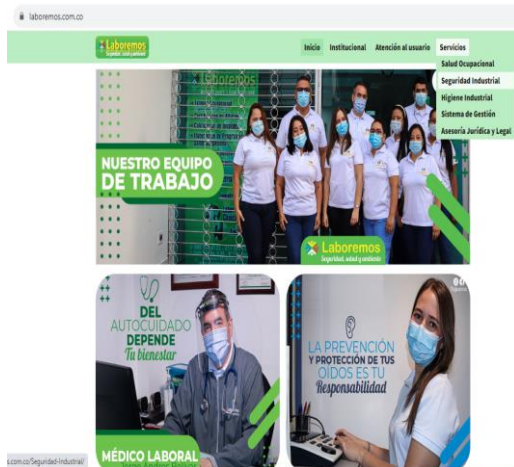 laboremos.com.co
Laboremos
Inicio Institucional Atención al usuario Servicios
Salud Ocupacional
Seguridad Industrial
Higiene Industrial
Sistema de Gestión
Asesoría Jurídica y Legal
Laboremos
NUESTRO EQUIPO
DE TRABAJO
Laboremos
Seguridad, salud y ambiente
DEL
AUTOCUIDADO
DEPENDE
Tu bienestar
LA PREVENCIÓN
Y PROTECCIÓN DE TUS
OÍDOS ES TU
Responsabilidad
MÉDICO LABORAL
s.com.co/Seguridad-Industrial/